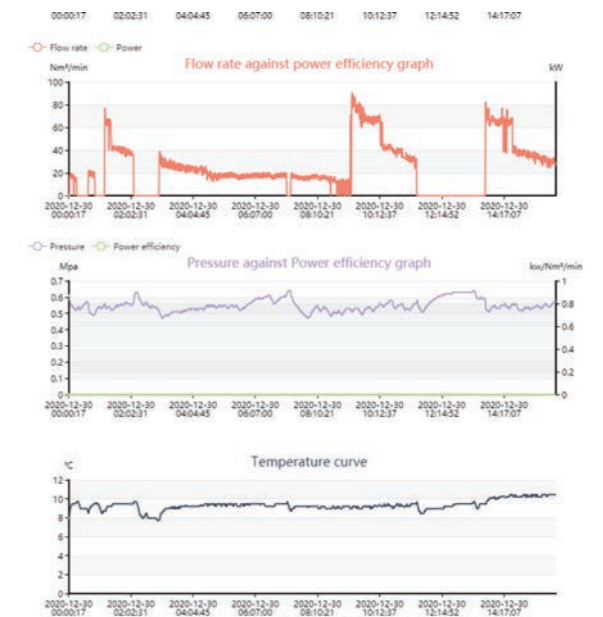 00:00:17 02:02:31 04:04:45 06:07:00 08:10:21 10:12:37 12:14:52 14:17:07
Flow rate Power
Nm³/min Flow rate against power efficiency graph kW
100
80
60
40
20
0
2020-12-30 2020-12-30 2020-12-30 2020-12-30 2020-12-30 2020-12-30 2020-12-30 2020-12-30
00:00:17 02:02:31 04:04:45 06:07:00 08:10:21 10:12:37 12:14:52 14:17:07
Pressure Power efficiency
Mpa Pressure against Power efficiency graph kw/Nm³/min
0.7 1
0.6 0.8
0.5
0.4 0.6
0.3 0.4
0.2 0.2
0.1
0 0
2020-12-30 2020-12-30 2020-12-30 2020-12-30 2020-12-30 2020-12-30 2020-12-30 2020-12-30
00:00:17 02:02:31 04:04:45 06:07:00 08:10:21 10:12:37 12:14:52 14:17:07
°C Temperature curve
12
10
8
6
4
2
0
2020-12-30 2020-12-30 2020-12-30 2020-12-30 2020-12-30 2020-12-30 2020-12-30 2020-12-30
00:00:17 02:02:31 04:04:45 06:07:00 08:10:21 10:12:37 12:14:52 14:17:07